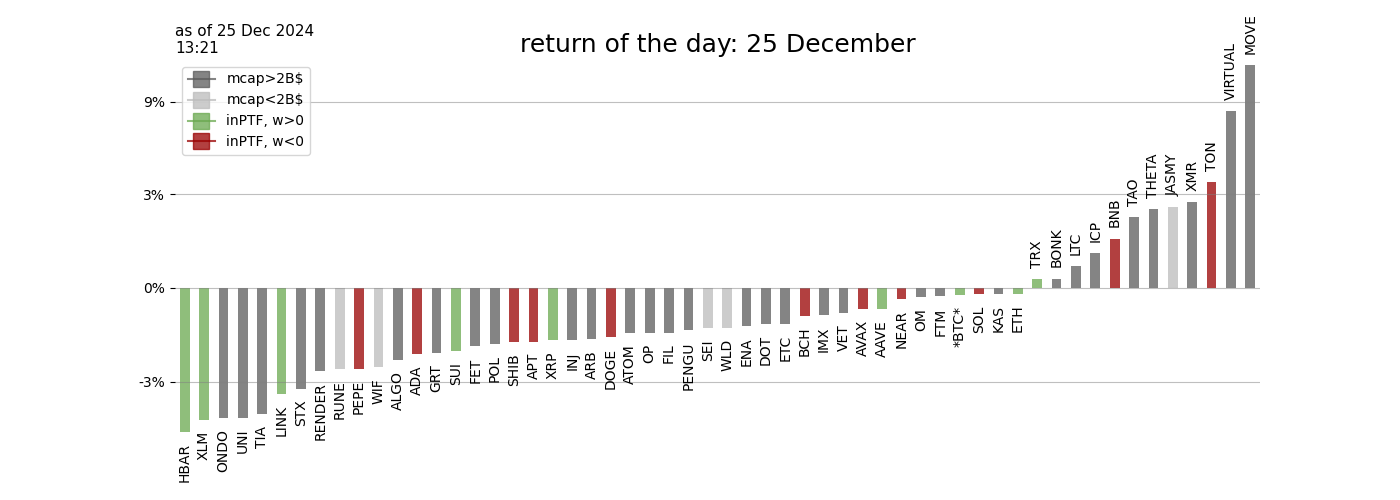 as of 25 Dec 2024
13:21
return of the day: 25 December
mcap>2B$
mcap<2B$
inPTF, w>0
inPTF, w<0
9%
3%
0%
-3%
HBAR
XLM
ONDO
UNI
TIA
LINK
STX
RENDER
RUNE
PEPE
WIF
ALGO
ADA
GRT
SUI
FET
POL
SHIB
APT
XRP
INJ
ARB
DOGE
ATOM
OP
FIL
PENGU
SEI
WLD
ENA
DOT
ETC
BCH
IMX
VET
AVAX
AAVE
NEAR
OM
FTM
*BTC*
SOL
KAS
ETH
TRX
BONK
LTC
ICP
BNB
TAO
THETA
JASMY
XMR
TON
VIRTUAL
MOVE